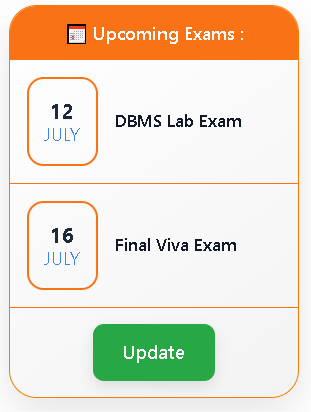 Upcoming Exams :
12
JULY
DBMS Lab Exam
16
JULY
Final Viva Exam
Update